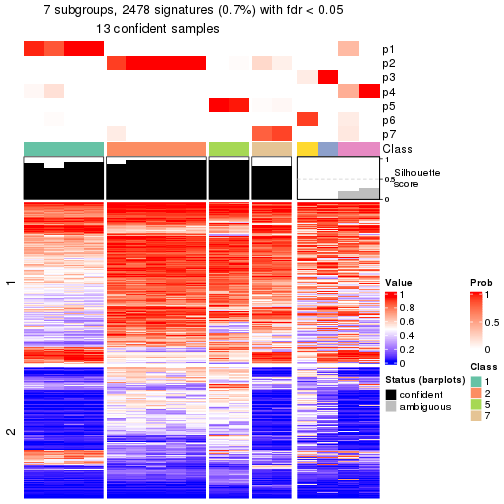 7 subgroups, 2478 signatures (0.7%) with fdr < 0.05
13 confident samples
p1
p2
p3
p4
p5
p6
p7
Class
1
0.5
0
Silhouette
score
1
2
Value
1
0.8
0.6
0.4
0.2
0
Prob
1
0.5
0
Status (barplots)
confident
ambiguous
Class
1
2
5
7